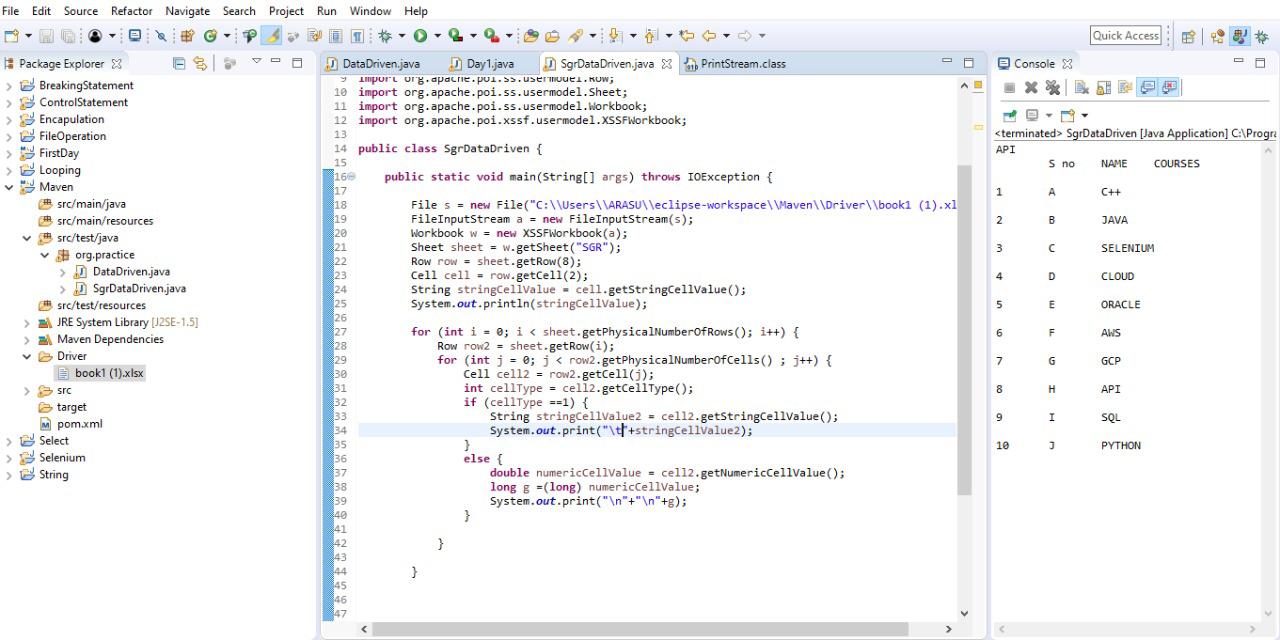 File Edit Source Refactor Navigate Search Project Run Window Help
Quick Access
Package Explorer
BreakingStatement
ControlStatement
Encapulation
FileOperation
FirstDay
Looping
Maven
src/main/java
src/main/resources
src/test/java
org.practice
DataDriven.java
SgrDataDriven.java
src/test/resources
JRE System Library [J2SE-1.5]
Maven Dependencies
Driver
book1 (1).xlsx
src
target
pom.xml
Select
Selenium
String
DataDriven.java Day1.java SgrDataDriven.java PrintStream.class
9 import org.apache.poi.ss.usermodel.Row;
10 import org.apache.poi.ss.usermodel.Sheet;
11 import org.apache.poi.ss.usermodel.Workbook;
12 import org.apache.poi.xssf.usermodel.XSSFWorkbook;
13
14 public class SgrDataDriven {
15
16 public static void main(String[] args) throws IOException {
17
18 File s = new File("C:\\Users\\ARASU\\eclipse-workspace\\Maven\\Driver\\book1 (1).xl
19 FileInputStream a = new FileInputStream(s);
20 Workbook w = new XSSFWorkbook(a);
21 Sheet sheet = w.getSheet("SGR");
22 Row row = sheet.getRow(8);
23 Cell cell = row.getCell(2);
24 String stringCellValue = cell.getStringCellValue();
25 System.out.println(stringCellValue);
26
27 for (int i = 0; i < sheet.getPhysicalNumberOfRows(); i++) {
28 Row row2 = sheet.getRow(i);
29 for (int j = 0; j < row2.getPhysicalNumberOfCells() ; j++) {
30 Cell cell2 = row2.getCell(j);
31 int cellType = cell2.getCellType();
32 if (cellType ==1) {
33 String stringCellValue2 = cell2.getStringCellValue();
34 System.out.print("\t"+stringCellValue2);
35 }
36 else {
37 double numericCellValue = cell2.getNumericCellValue();
38 long g =(long) numericCellValue;
39 System.out.print("\n"+"\n"+g);
40 }
41
42 }
43
44 }
45
46
47
Console
<terminated> SgrDataDriven [Java Application] C:\Progra
API
S no NAME COURSES
1 A C++
2 B JAVA
3 C SELENIUM
4 D CLOUD
5 E ORACLE
6 F AWS
7 G GCP
8 H API
9 I SQL
10 J PYTHON